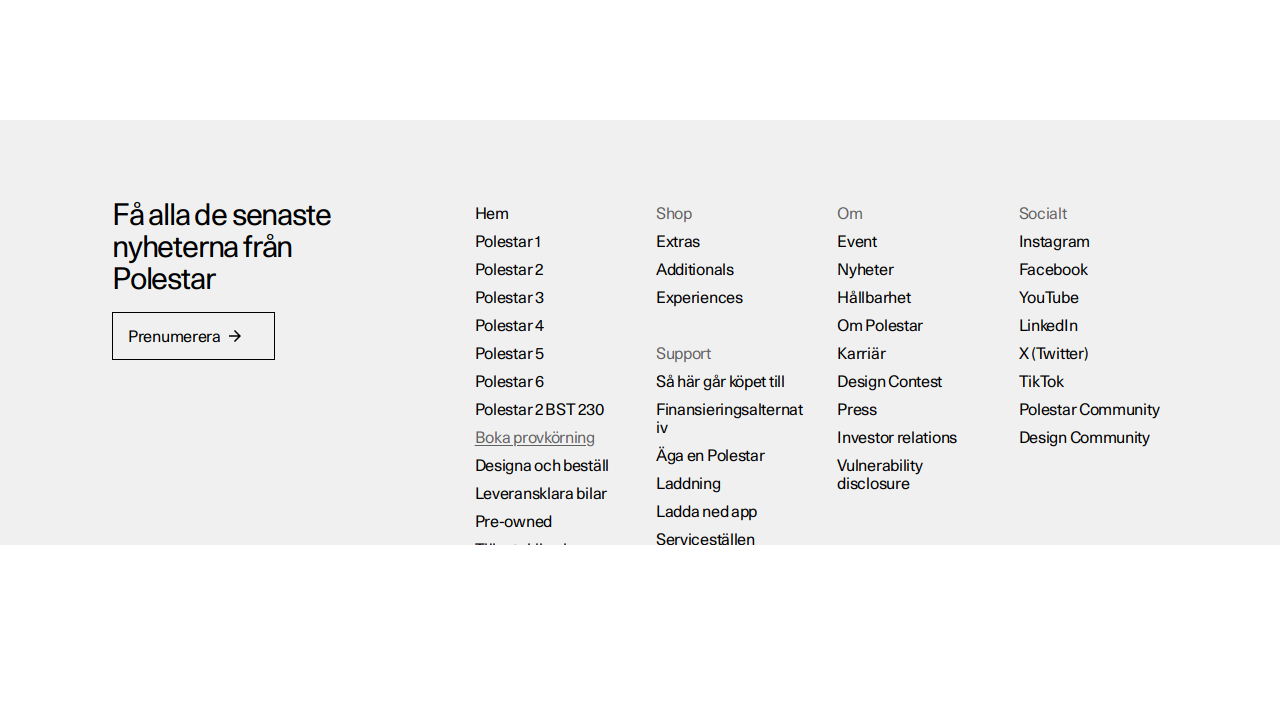 Få alla de senaste
nyheterna från
Polestar
Prenumerera
Hem
Polestar 1
Polestar 2
Polestar 3
Polestar 4
Polestar 5
Polestar 6
Polestar 2 BST 230
Boka provkörning
Designa och beställ
Leveransklara bilar
Pre-owned
Shop
Extras
Additionals
Experiences
Support
Så här går köpet till
Finansieringsalternat
iv
Äga en Polestar
Laddning
Ladda ned app
Serviceställen
Om
Event
Nyheter
Hållbarhet
Om Polestar
Karriär
Design Contest
Press
Investor relations
Vulnerability
disclosure
Socialt
Instagram
Facebook
YouTube
LinkedIn
X (Twitter)
TikTok
Polestar Community
Design Community